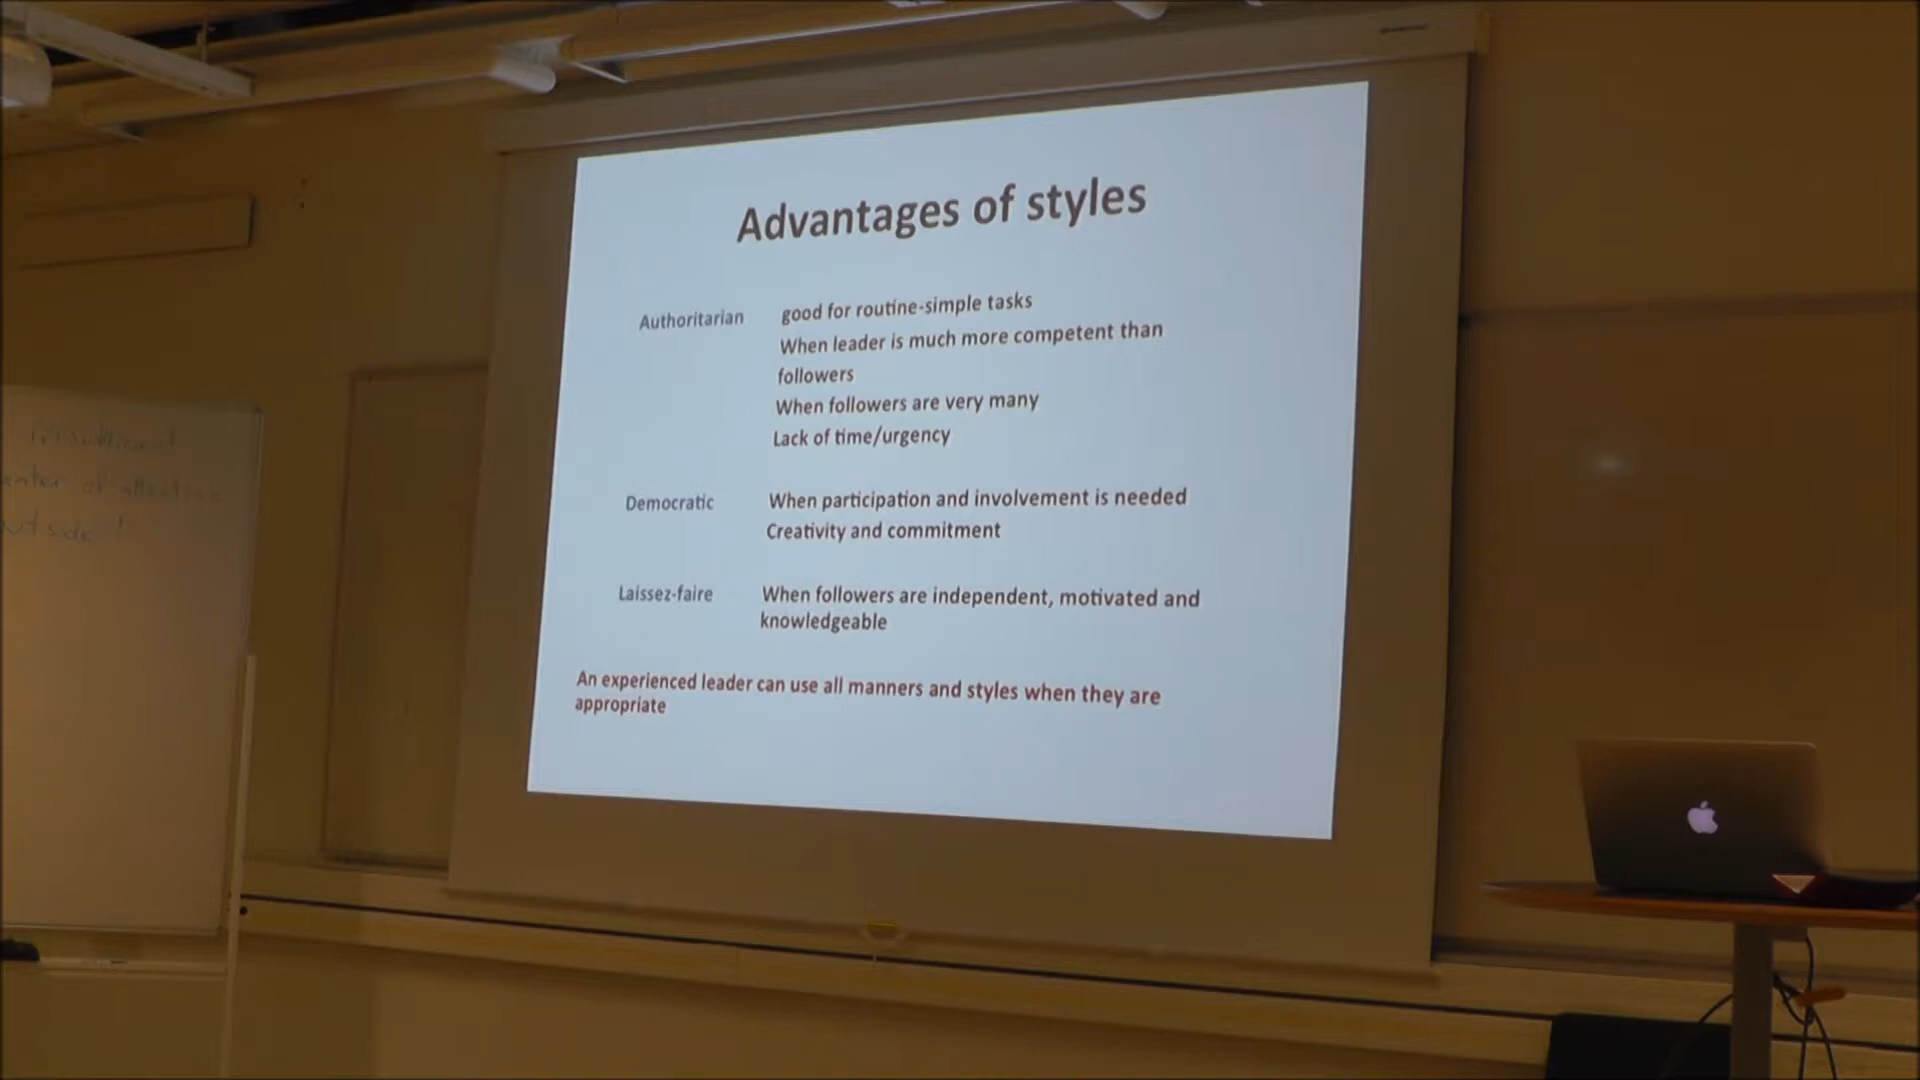 Advantages of styles
Authoritarian
good for routine-simple tasks
When leader is much more competent than
followers
When followers are very many
Lack of time/urgency
Democratic
When participation and involvement is needed
Creativity and commitment
Laissez-faire
When followers are independent, motivated and
knowledgeable
An experienced leader can use all manners and styles when they are
appropriate
of